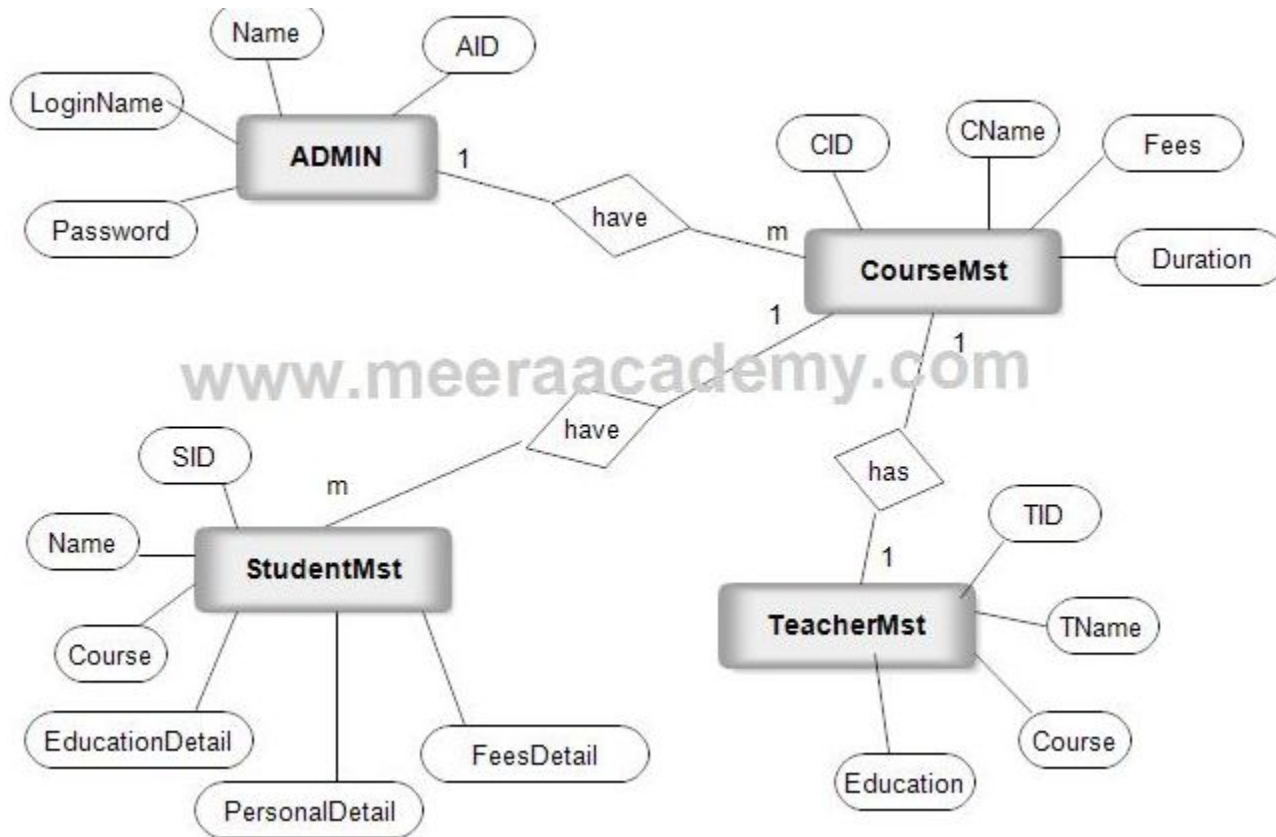 Name
AID
LoginName
ADMIN
1
Password
have
m
CID
CName
Fees
CourseMst
Duration
1
1
www.meeraacademy.com
have
has
m
1
SID
Name
StudentMst
Course
EducationDetail
PersonalDetail
FeesDetail
TID
TeacherMst
TName
Course
Education